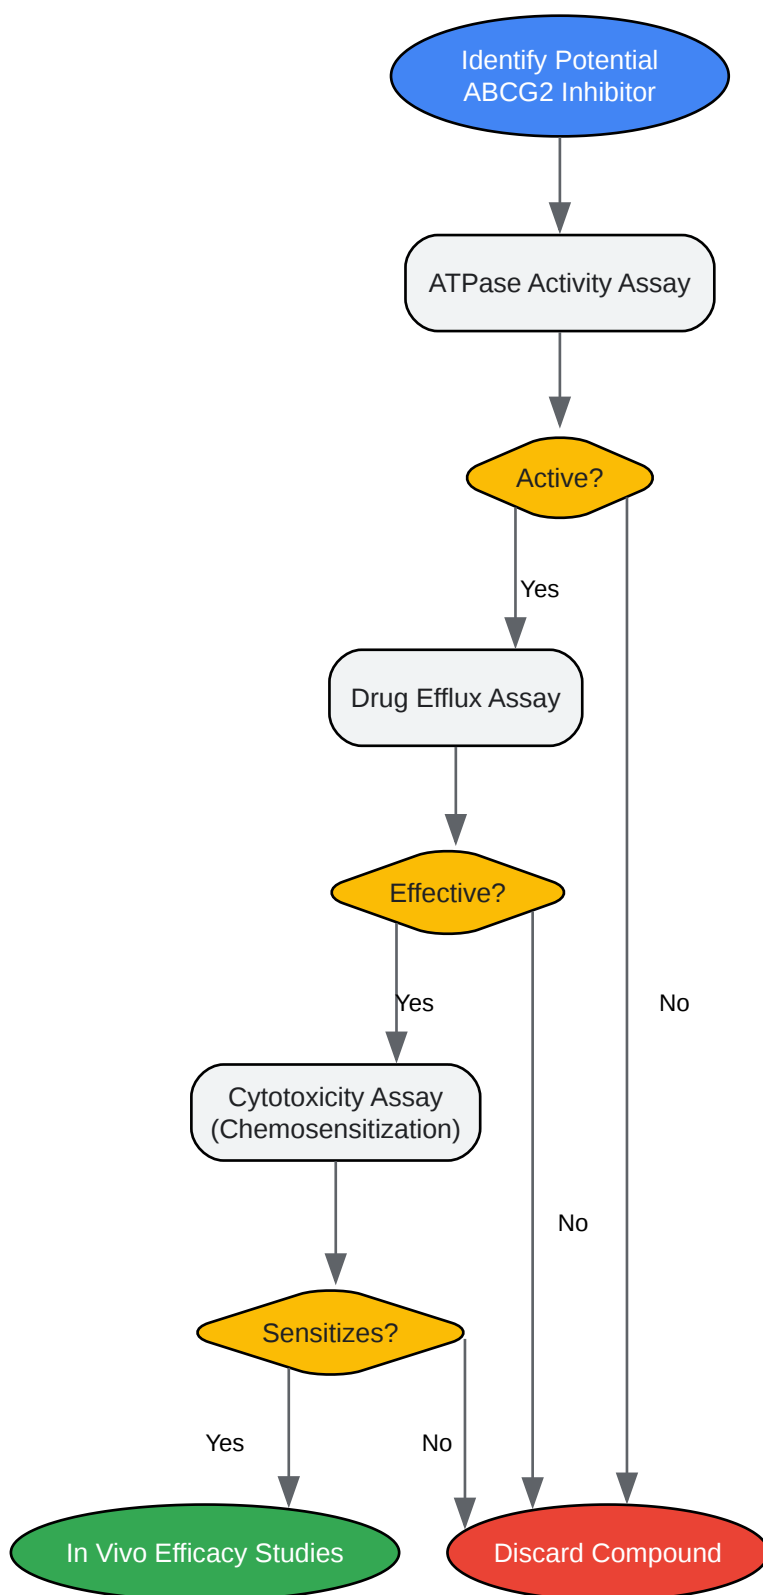 Identify Potential
ABCG2 Inhibitor
ATPase Activity Assay
Active?
Yes
Drug Efflux Assay
Effective?
Yes
No
Cytotoxicity Assay
(Chemosensitization)
No
Sensitizes?
Yes
No
In Vivo Efficacy Studies
Discard Compound